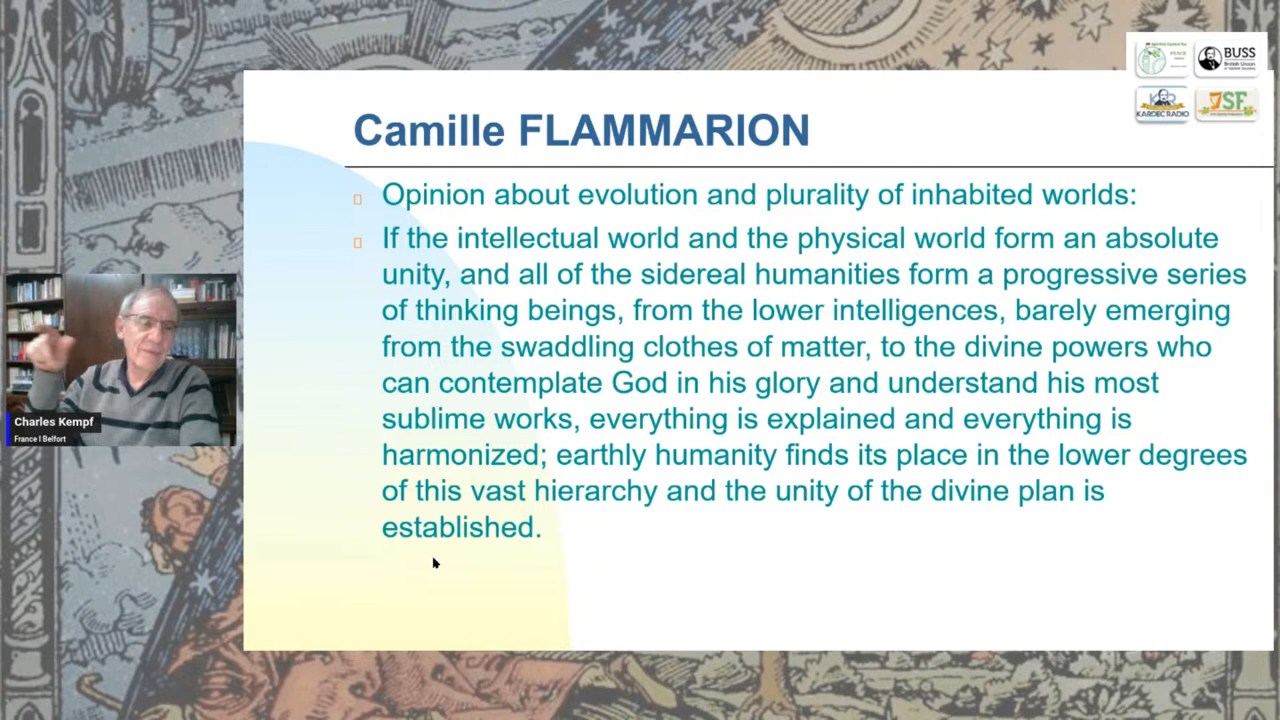 Camille FLAMMARION
Opinion about evolution and plurality of inhabited worlds:
If the intellectual world and the physical world form an absolute
unity, and all of the sidereal humanities form a progressive series
of thinking beings, from the lower intelligences, barely emerging
from the swaddling clothes of matter, to the divine powers who
can contemplate God in his glory and understand his most
sublime works, everything is explained and everything is
harmonized; earthly humanity finds its place in the lower degrees
of this vast hierarchy and the unity of the divine plan is
established.
Charles Kempf
France I Belfort
BUSS
KARDEC RADIO
SF